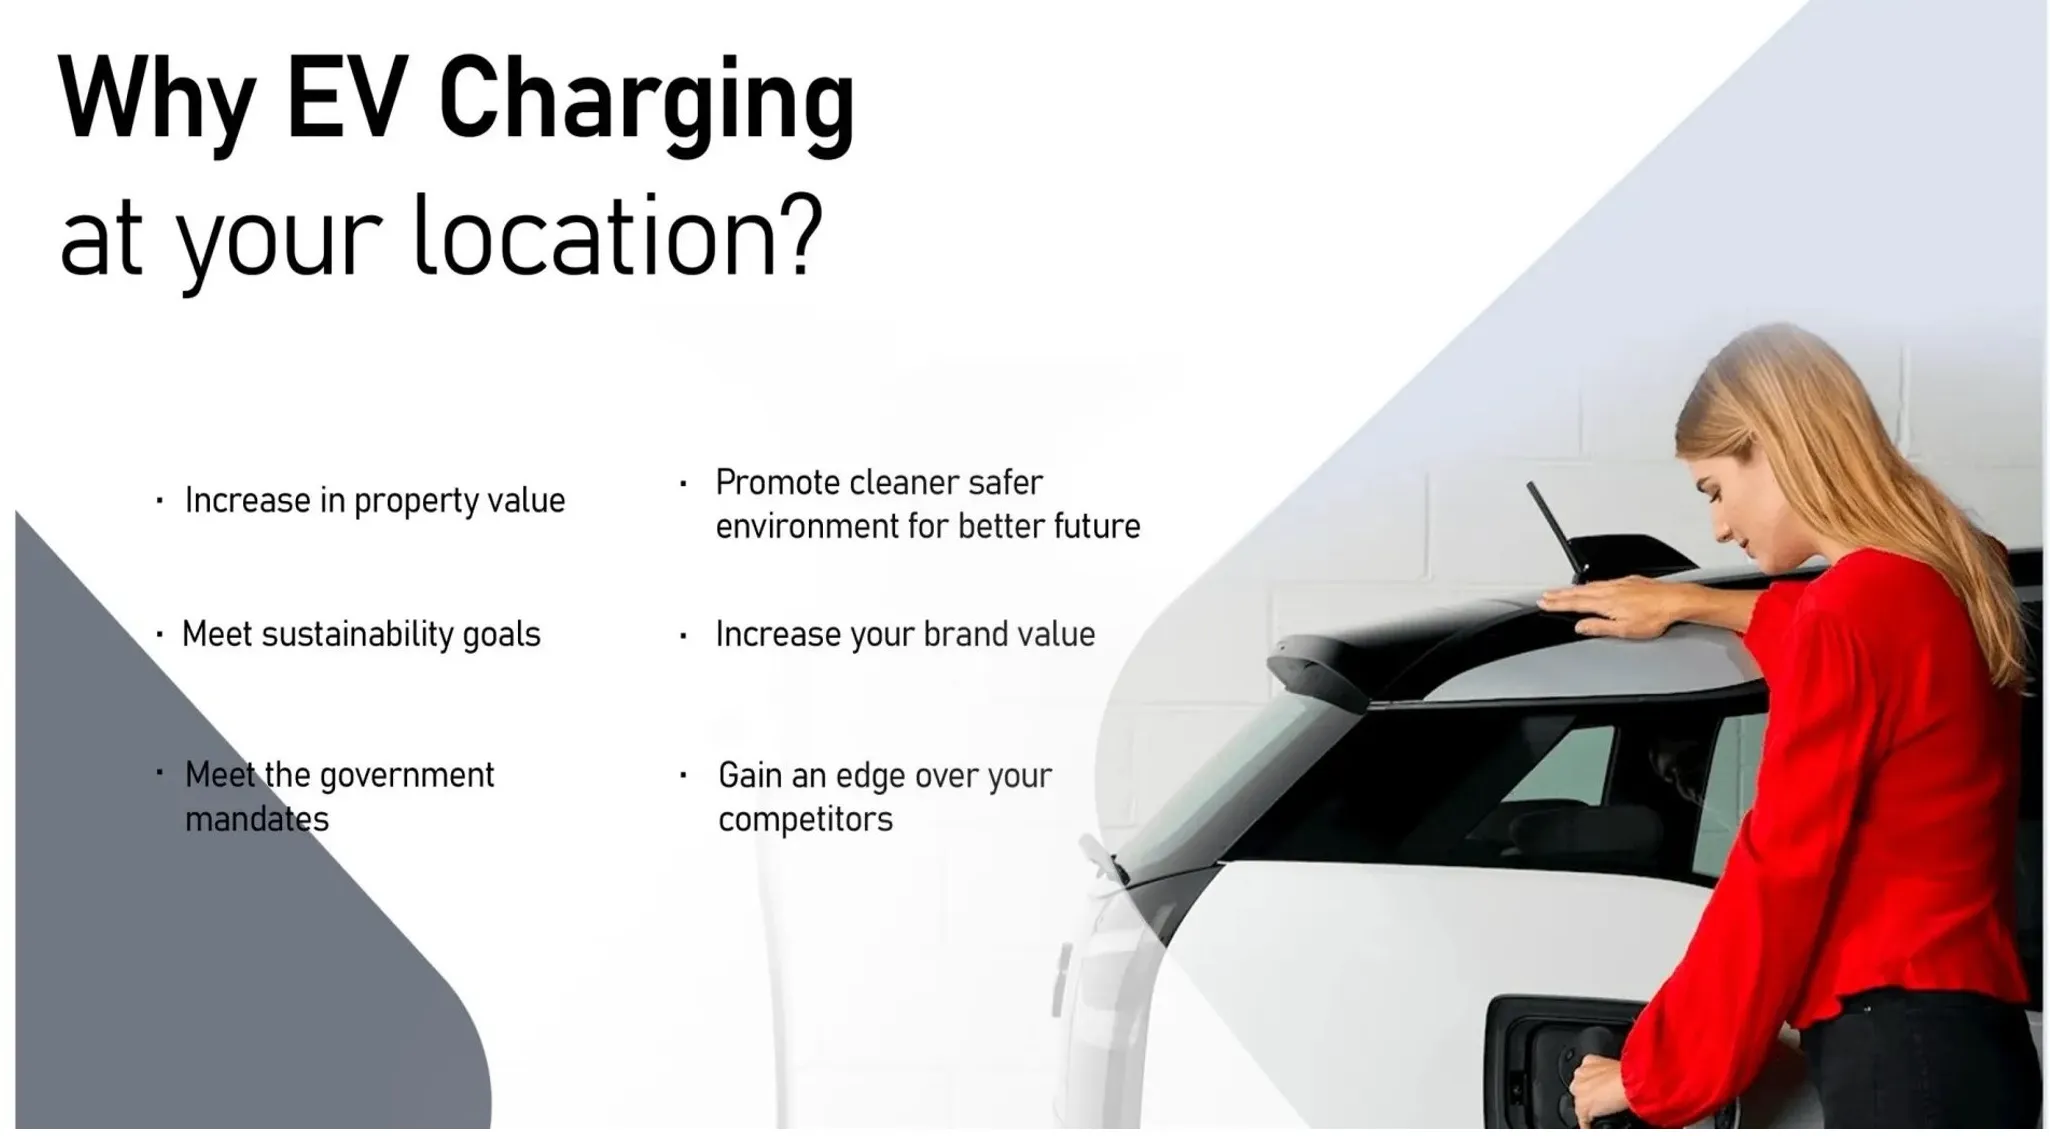 Why EV Charging
at your location?
· Increase in property value
· Meet sustainability goals
· Meet the government
mandates
· Promote cleaner safer
environment for better future
· Increase your brand value
· Gain an edge over your
competitors